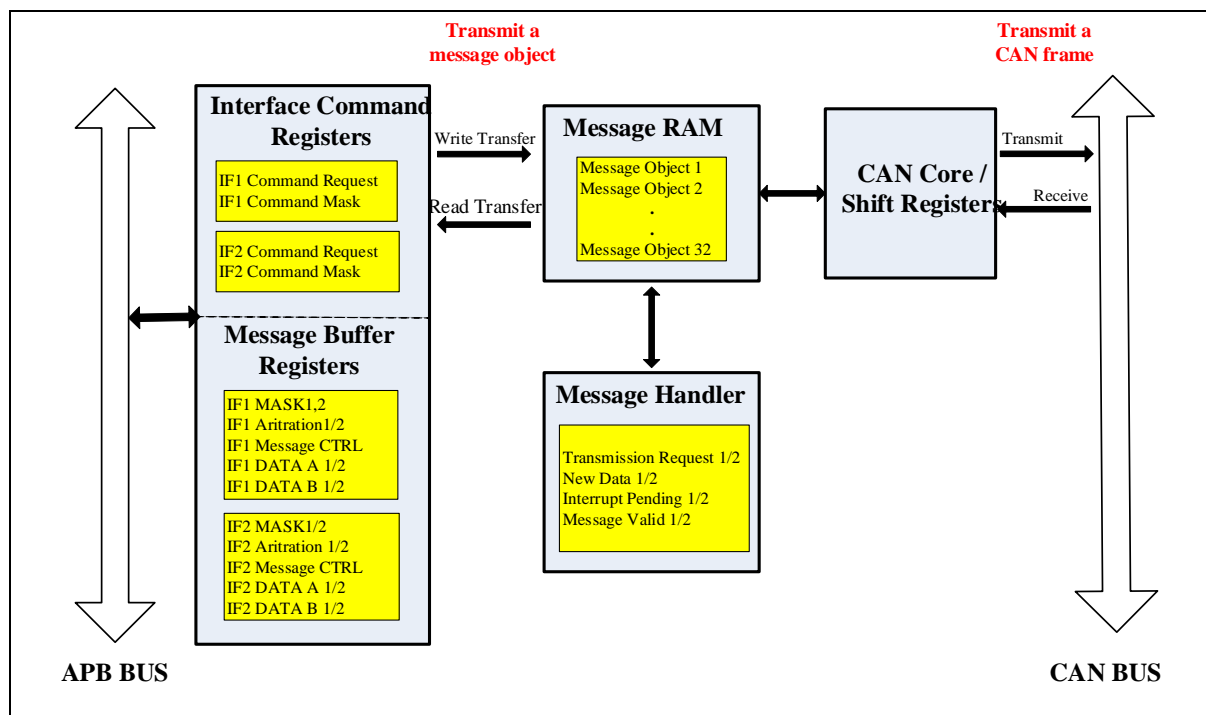 Transmit a
message object
Transmit a
CAN frame
Interface Command
Registers
IF1 Command Request
IF1 Command Mask
IF2 Command Request
IF2 Command Mask
Message Buffer
Registers
IF1 MASK1,2
IF1 Aritration1/2
IF1 Message CTRL
IF1 DATA A 1/2
IF1 DATA B 1/2
IF2 MASK1/2
IF2 Aritration 1/2
IF2 Message CTRL
IF2 DATA A 1/2
IF2 DATA B 1/2
Write Transfer
Read Transfer
Message RAM
Message Object 1
Message Object 2
.
.
Message Object 32
Message Handler
Transmission Request 1/2
New Data 1/2
Interrupt Pending 1/2
Message Valid 1/2
CAN Core /
Shift Registers
Transmit
Receive
APB BUS
CAN BUS